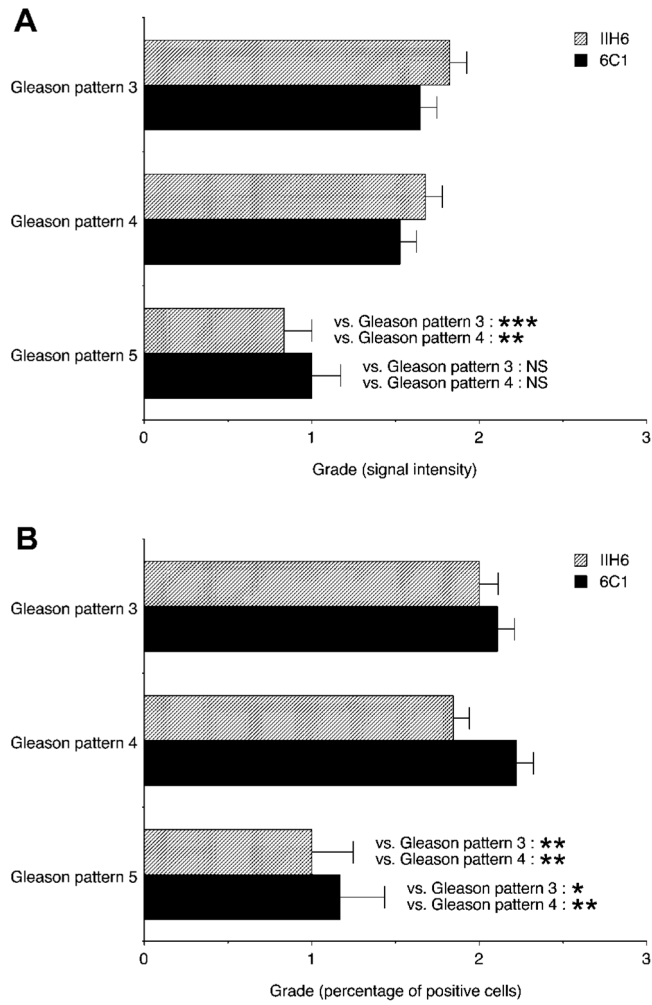 A
IIH6
6C1
Gleason pattern 3
Gleason pattern 4
Gleason pattern 5
vs. Gleason pattern 3 : ***
vs. Gleason pattern 4 : **
vs. Gleason pattern 3 : NS
vs. Gleason pattern 4 : NS
0 1 2 3
Grade (signal intensity)
B
IIH6
6C1
Gleason pattern 3
Gleason pattern 4
Gleason pattern 5
vs. Gleason pattern 3 : **
vs. Gleason pattern 4 : **
vs. Gleason pattern 3 : *
vs. Gleason pattern 4 : **
0 1 2 3
Grade (percentage of positive cells)